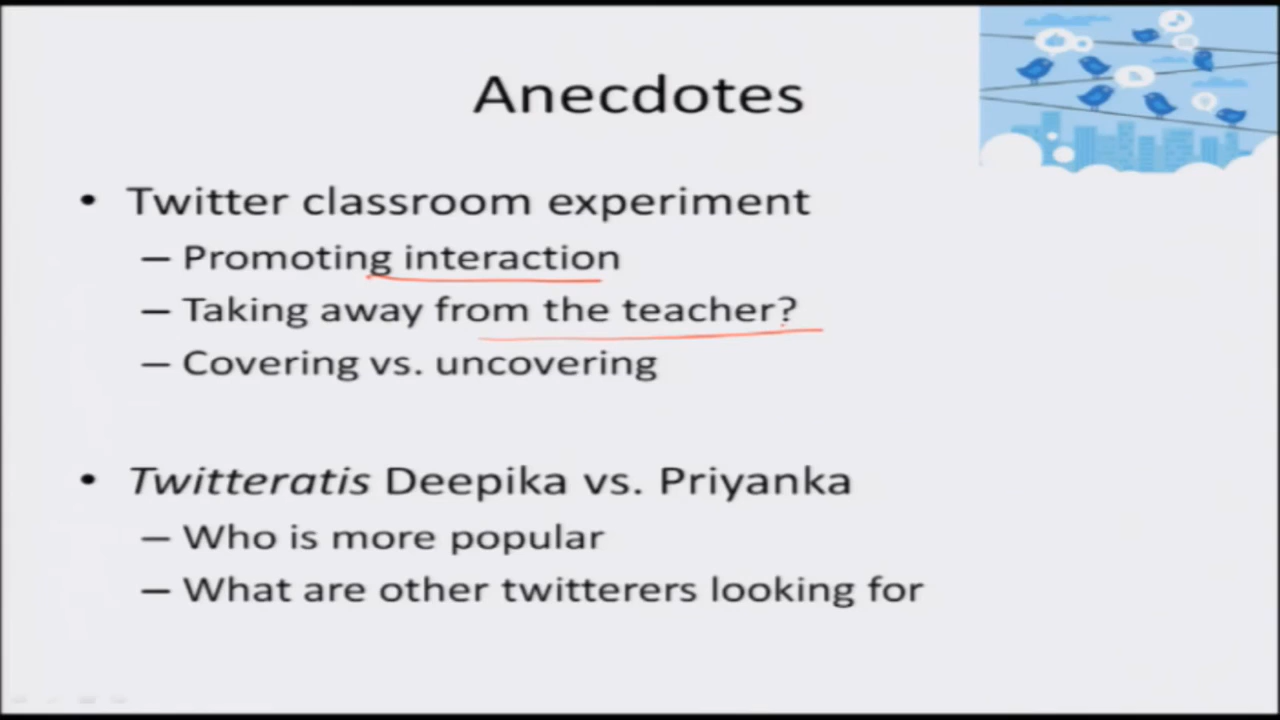 Anecdotes
• Twitter classroom experiment
– Promoting interaction
– Taking away from the teacher?
– Covering vs. uncovering
• Twitteratis Deepika vs. Priyanka
– Who is more popular
– What are other twitterers looking for